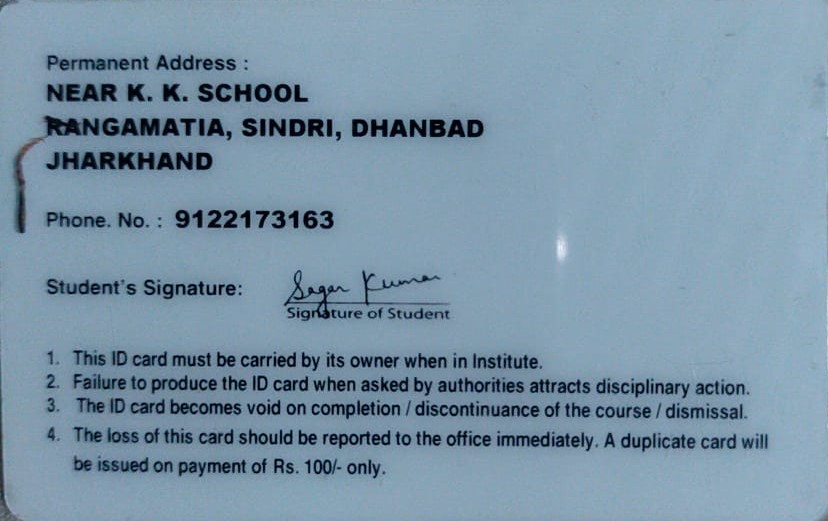 Permanent Address :
NEAR K. K. SCHOOL
RANGAMATIA, SINDRI, DHANBAD
JHARKHAND
Phone. No. : 9122173163
Student's Signature: Sagar Kumar
Signature of Student
1. This ID card must be carried by its owner when in Institute.
2. Failure to produce the ID card when asked by authorities attracts disciplinary action.
3. The ID card becomes void on completion / discontinuance of the course / dismissal.
4. The loss of this card should be reported to the office immediately. A duplicate card will
be issued on payment of Rs. 100/- only.